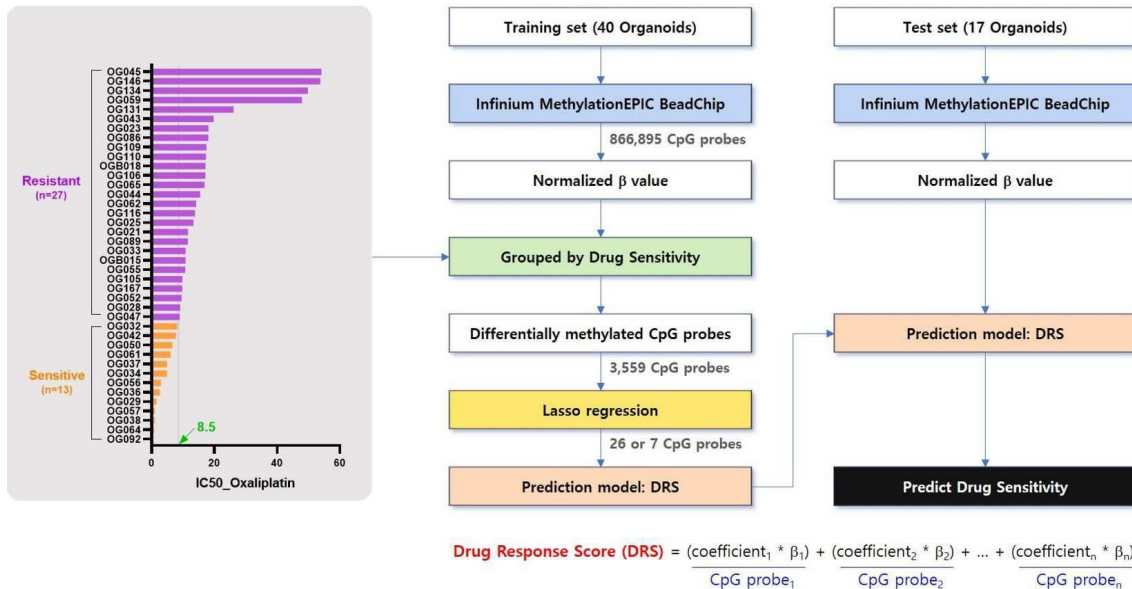 OG045
OG146
OG134
OG059
OG131
OG043
OG023
OG086
OG109
OG110
OGB018
OG106
OG065
OG044
OG062
OG116
OG025
OG021
OG089
OG033
OGB015
OG055
OG105
OG167
OG052
OG028
OG047
OG032
OG042
OG050
OG061
OG037
OG034
OG056
OG036
OG029
OG057
OG038
OG064
OG092
Resistant
(n=27)
Sensitive
(n=13)
8.5
0 20 40 60
IC50_Oxaliplatin
Training set (40 Organoids)
Infinium MethylationEPIC BeadChip
866,895 CpG probes
Normalized β value
Grouped by Drug Sensitivity
Differentially methylated CpG probes
3,559 CpG probes
Lasso regression
26 or 7 CpG probes
Prediction model: DRS
Test set (17 Organoids)
Infinium MethylationEPIC BeadChip
Normalized β value
Prediction model: DRS
Predict Drug Sensitivity
Drug Response Score (DRS) = (coefficient₁ * β₁) + (coefficient₂ * β₂) + ... + (coefficientₙ * βₙ)
CpG probe₁ CpG probe₂ CpG probeₙ